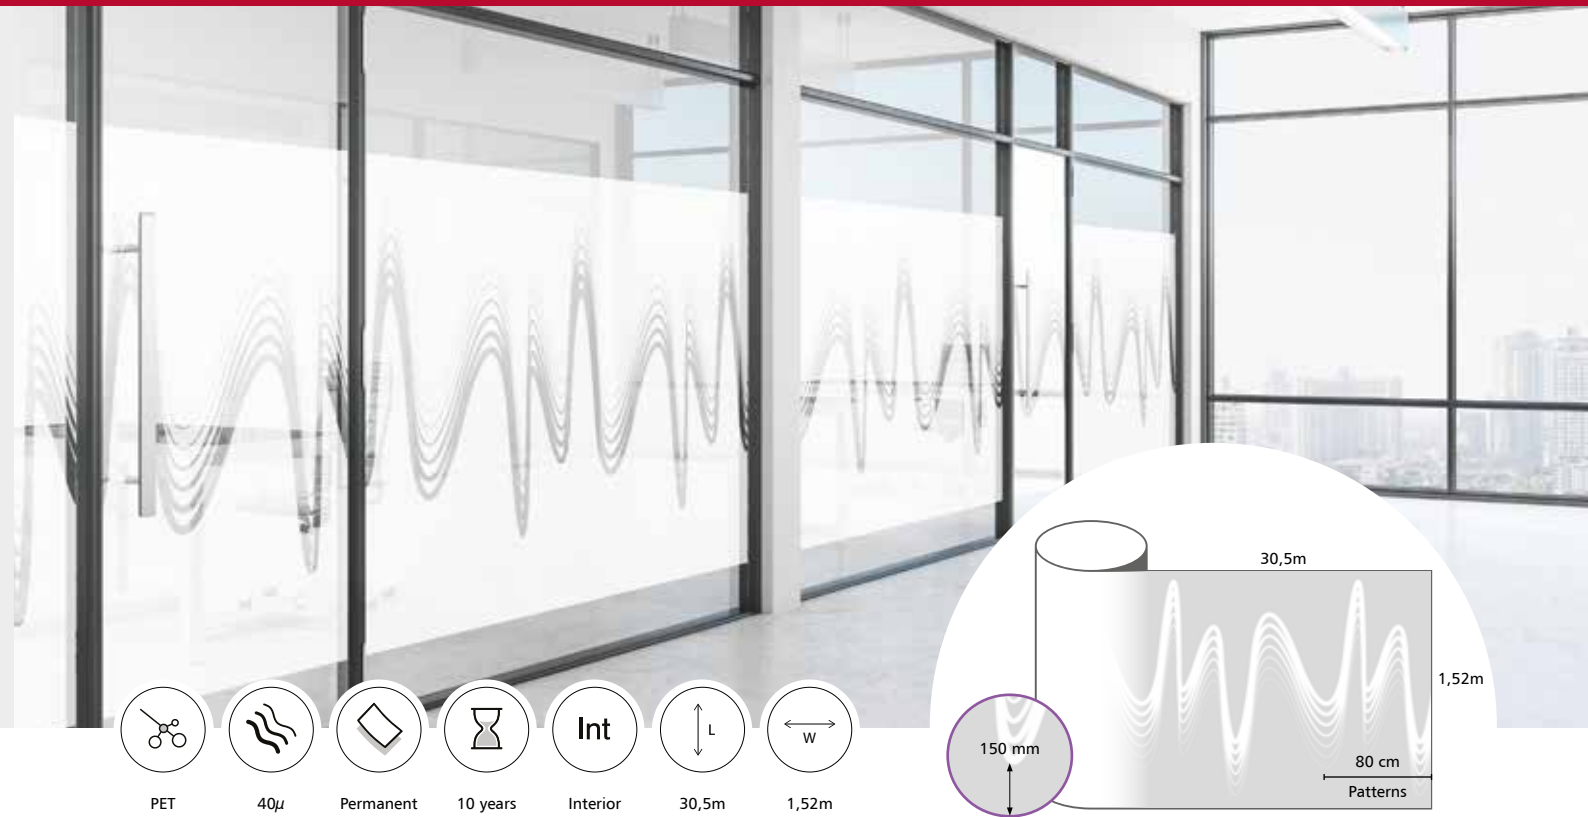 30,5m
1,52m
150 mm
80 cm
Patterns
Int
L
W
PET
40μ
Permanent
10 years
Interior
30,5m
1,52m